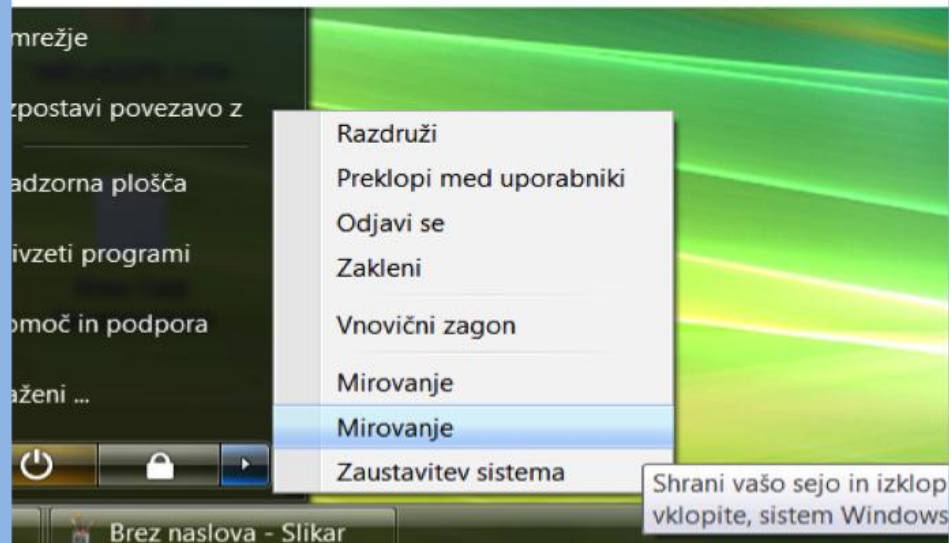 mrežje
zpostavi povezavo z
adzorna plošča
ivzeti programi
omoč in podpora
aženi ...
Razdruži
Preklopi med uporabniki
Odjavi se
Zakleni
Vnovični zagon
Mirovanje
Mirovanje
Zaustavitev sistema
Shrani vašo sejo in izklop
vklopite, sistem Windows
Brez naslova - Slikar